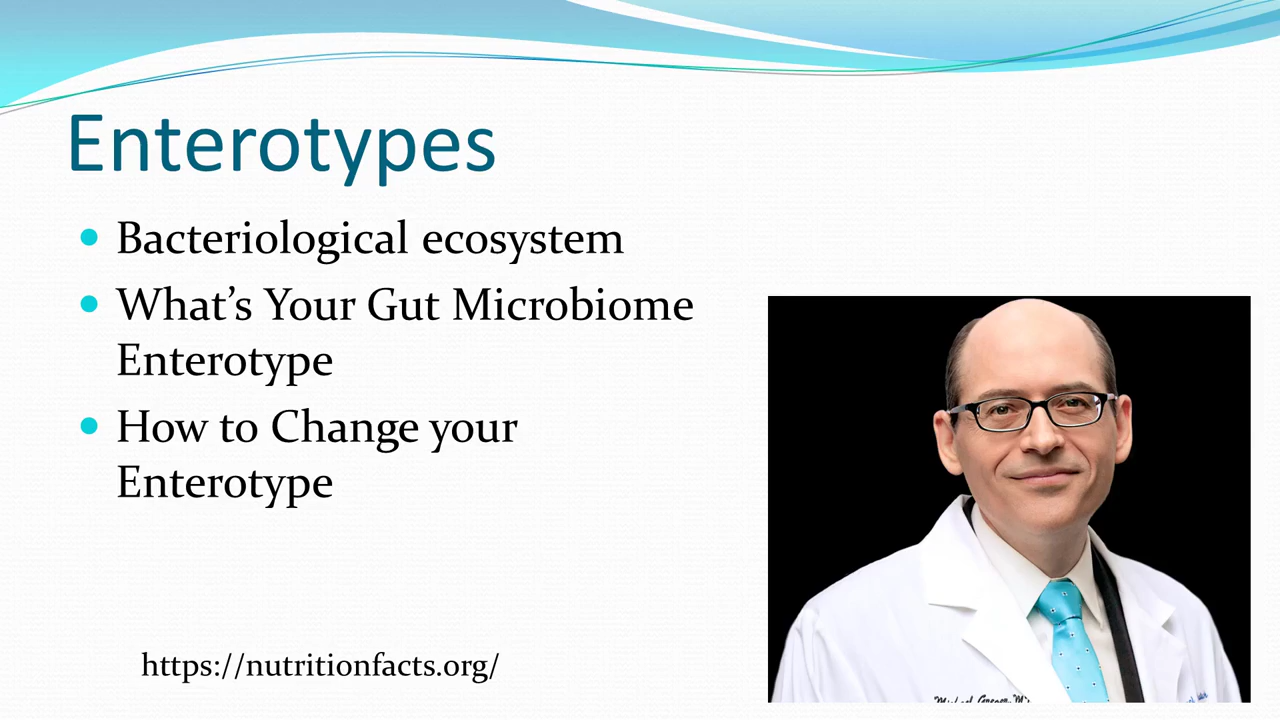 Enterotypes
Bacteriological ecosystem
What’s Your Gut Microbiome
Enterotype
How to Change your
Enterotype
https://nutritionfacts.org/